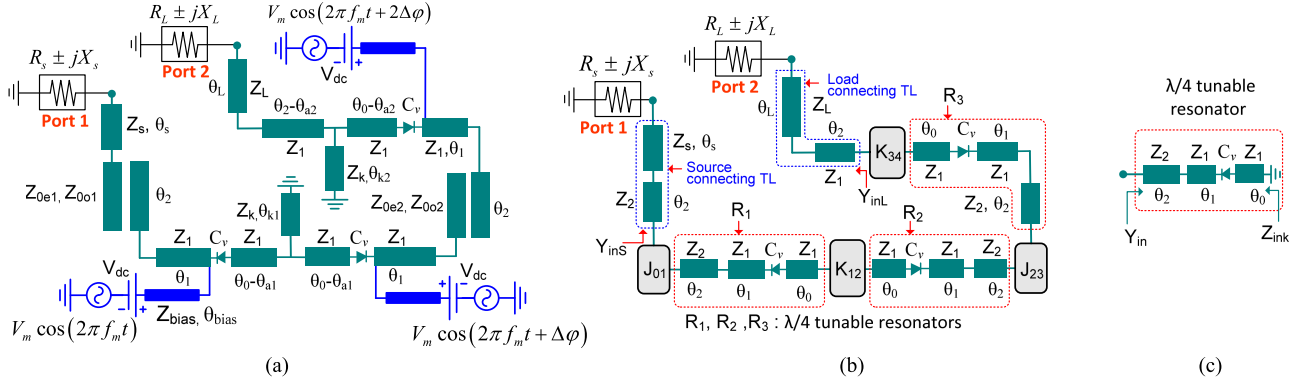 V_m cos(2πf_m t + 2Δφ)
R_L ± jX_L
Port 2
V_dc
R_s ± jX_s
Port 1
θ_L
Z_L
Z_s, θ_s
θ_2–θ_a2
θ_0–θ_a2
C_v
Z_1
Z_1
Z_1, θ_1
Z_k, θ_k2
Z_0e1, Z_0o1
θ_2
Z_k, θ_k1
Z_0e2, Z_0o2
θ_2
Z_1
C_v
Z_1
Z_1
C_v
Z_1
θ_1
θ_0–θ_a1
θ_0–θ_a1
θ_1
V_dc
V_dc
Z_bias, θ_bias
V_m cos(2πf_m t)
V_m cos(2πf_m t + Δφ)
(a)
R_L ± jX_L
Port 2
R_s ± jX_s
Port 1
Load
connecting TL
θ_L
Z_L
R_3
θ_2
K_34
θ_0
C_v
θ_1
Z_1
Z_1
Z_1
Y_inL
Z_s, θ_s
Source
connecting TL
Z_2
θ_2
Z_2, θ_2
Y_inS
R_1
R_2
J_01
Z_2
Z_1
C_v
Z_1
K_12
Z_1
C_v
Z_1
Z_2
J_23
θ_2
θ_1
θ_0
θ_0
θ_1
θ_2
R_1, R_2 ,R_3 : λ/4 tunable resonators
(b)
λ/4 tunable
resonator
Z_2
Z_1
C_v
Z_1
θ_2
θ_1
θ_0
Y_in
Z_ink
(c)